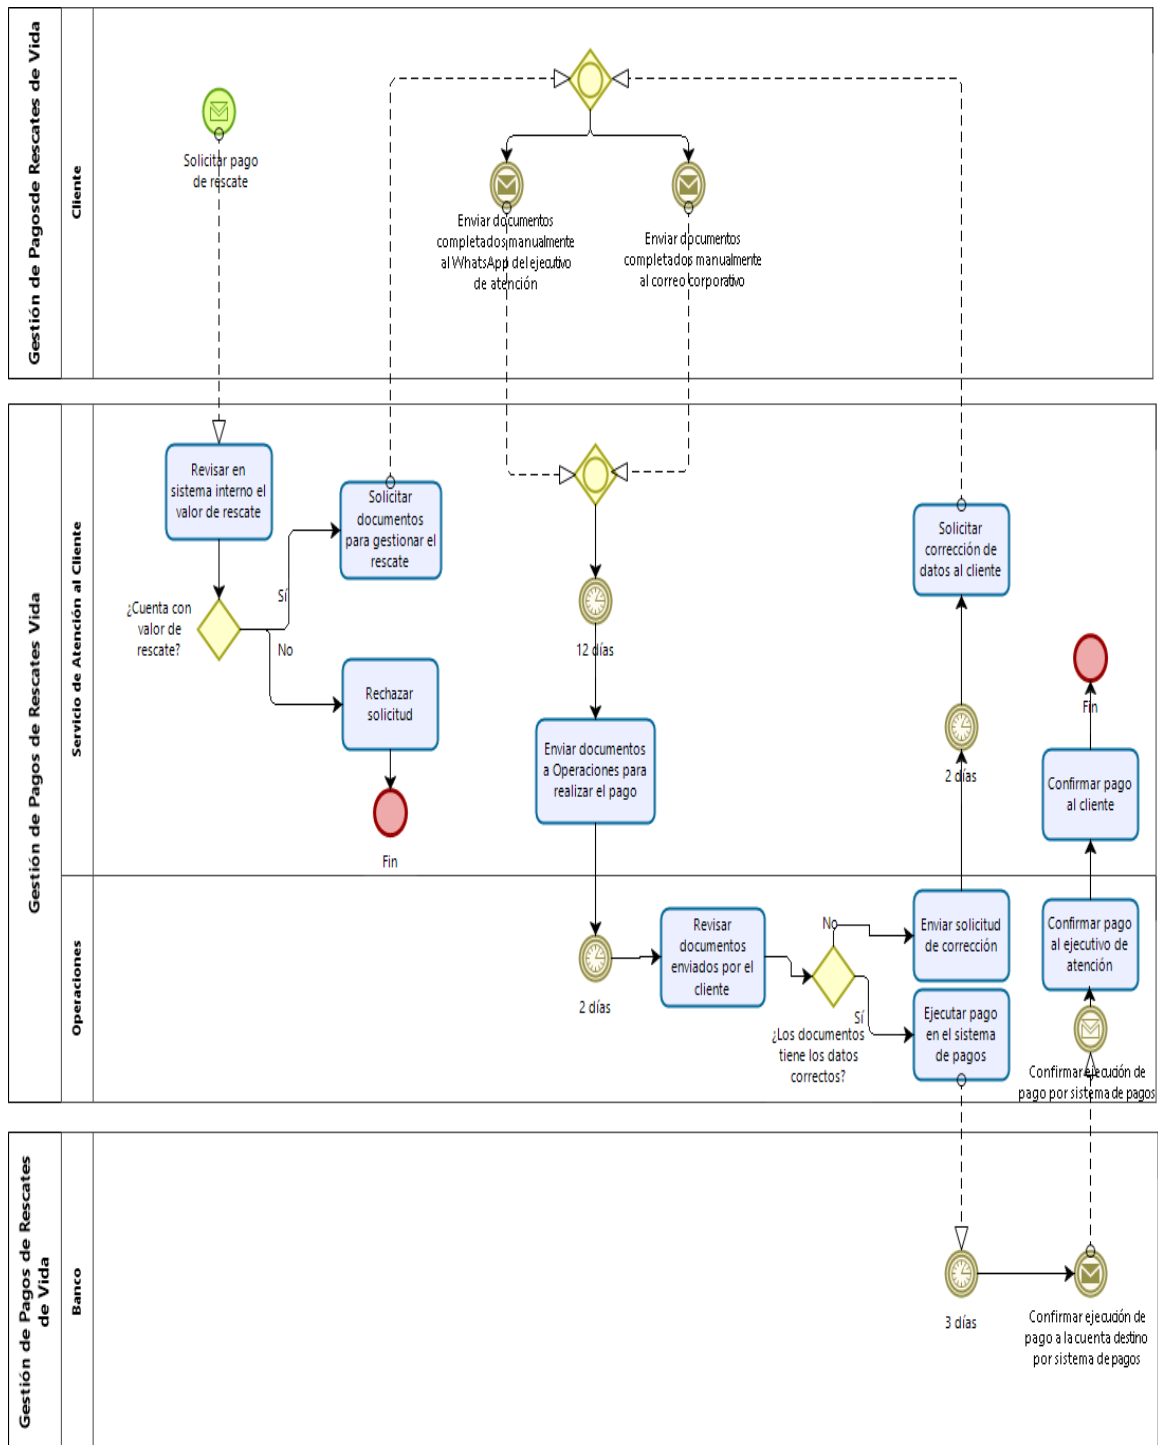 Gestión de Pagosde Rescates de Vida
Cliente
Solicitar pago
de rescate
Enviar documentos
completados manualmente
al WhatsApp del ejecutivo
de atención
Enviar documentos
completados manualmente
al correo corporativo
Gestión de Pagos de Rescates Vida
Servicio de Atención al Cliente
Revisar en
sistema interno el
valor de rescate
¿Cuenta con
valor de
rescate?
Sí
No
Solicitar
documentos
para gestionar el
rescate
Rechazar
solicitud
Fin
12 días
Enviar documentos
a Operaciones para
realizar el pago
Solicitar
corrección de
datos al cliente
2 días
Fin
Confirmar pago
al cliente
Operaciones
2 días
Revisar
documentos
enviados por el
cliente
¿Los documentos
tiene los datos
correctos?
No
Sí
Enviar solicitud
de corrección
Ejecutar pago
en el sistema
de pagos
Confirmar pago
al ejecutivo de
atención
Confirmar ejecución de
pago por sistema de pagos
Gestión de Pagos de Rescates
de Vida
Banco
3 días
Confirmar ejecución de
pago a la cuenta destino
por sistema de pagos